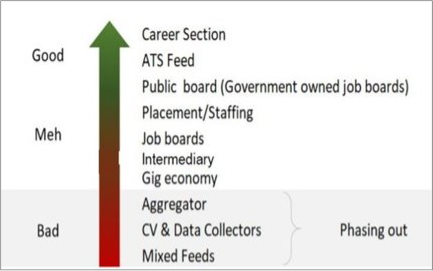 Good
Meh
Bad
Career Section
ATS Feed
Public board (Government owned job boards)
Placement/Staffing
Job boards
Intermediary
Gig economy
Aggregator
CV & Data Collectors
Mixed Feeds
Phasing out